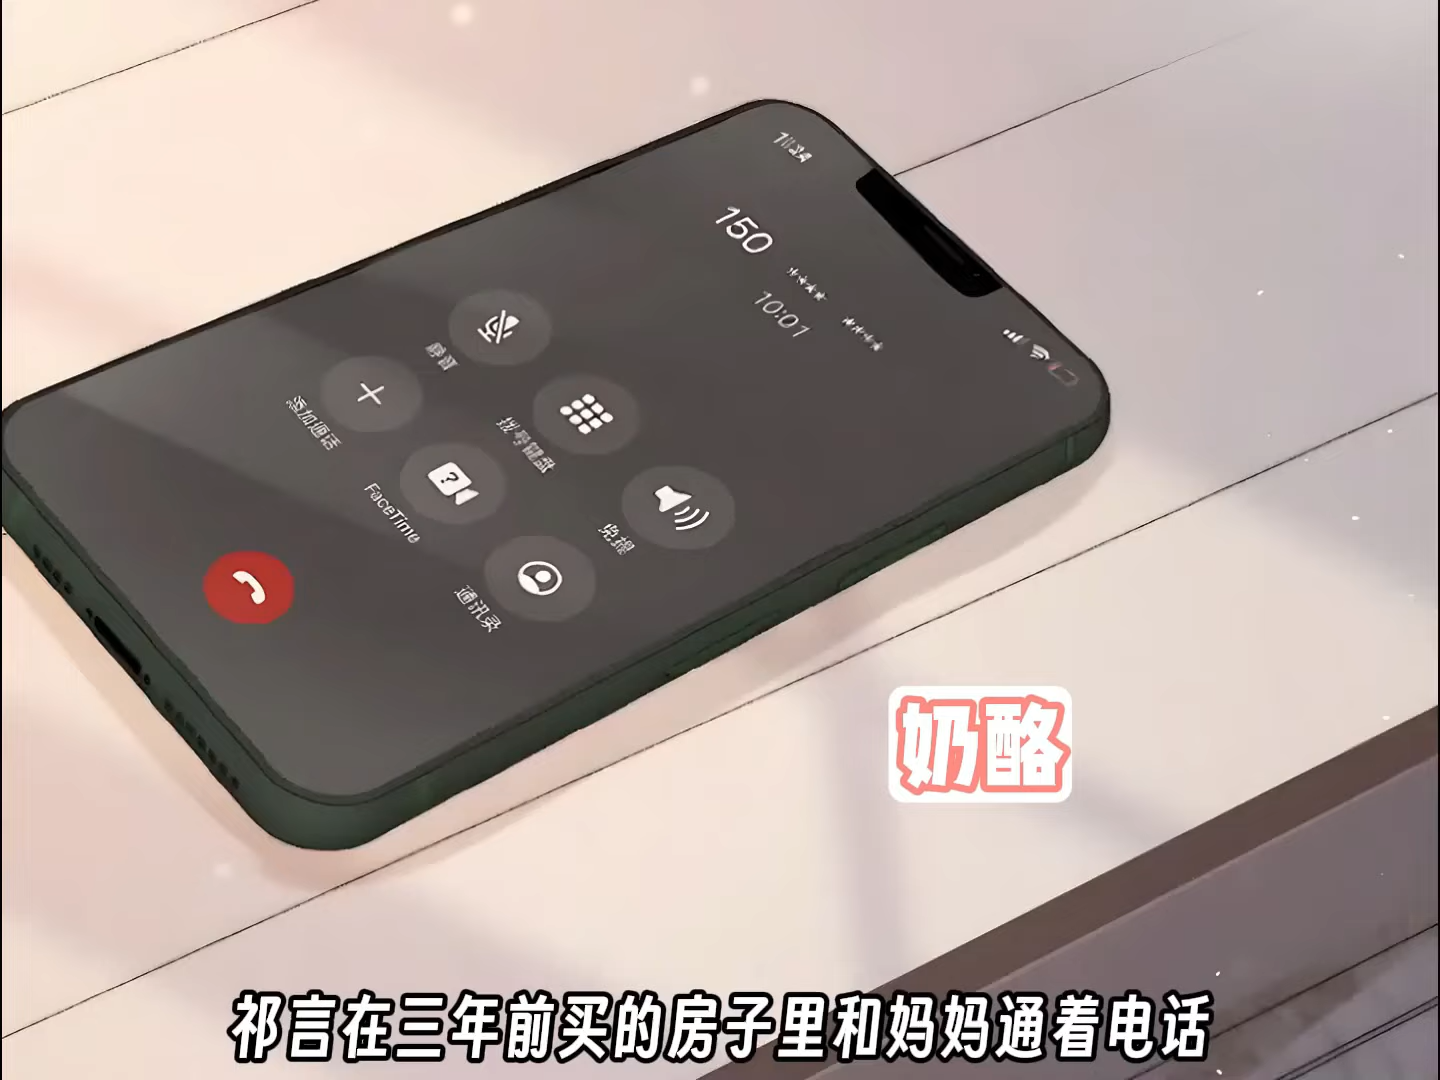 150 **** ****
10:01
静音
拨号键盘
免提
添加通话
FaceTime
通讯录
奶酪
祁言在三年前买的房子里和妈妈通着电话